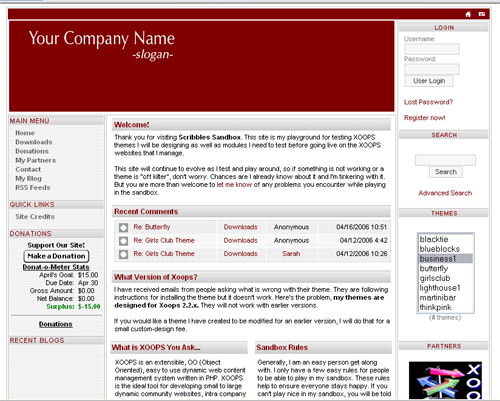 Your Company Name
-slogan-
LOGIN
Username:
Password:
User Login
Lost Password?
Register now!
SEARCH
Search
Advanced Search
THEMES
blacktie
blueblocks
business1
butterfly
girlsclub
lighthouse1
martinibar
thinkpink
(8 themes)
PARTNERS
MAIN MENU
Home
Downloads
Donations
My Partners
Contact
My Blog
RSS Feeds
QUICK LINKS
Site Credits
DONATIONS
Support Our Site!
Make a Donation
Donat-o-Meter Stats
April's Goal: $15.00
Due Date: Apr 30
Gross Amount: $0.00
Net Balance: $0.00
Surplus: $-15.00
Donations
RECENT BLOGS
Welcome!
Thank you for visiting Scribbles Sandbox. This site is my playground for testing XOOPS
themes I will be designing as well as modules I need to test before going live on the XOOPS
websites that I manage.
This site will continue to evolve as I test and play around, so if something is not working or a
theme is "off kilter", don't worry. Chances are I already know about it and I'm tinkering with it.
But you are more than welcome to let me know of any problems you encounter while playing
in the sandbox.
Recent Comments
Re: Butterfly Downloads Anonymous 04/16/2006 10:51
Re: Girls Club Theme Downloads Anonymous 04/12/2006 4:42
Re: Girls Club Theme Downloads Sarah 04/12/2006 10:26
What Version of Xoops?
I have received emails from people asking what is wrong with their theme. They are following
instructions for installing the theme but it doesn't work. Here's the problem, my themes are
designed for Xoops 2.2.x. They will not work with earlier versions.
If you would like a theme I have created to be modified for an earlier version, I will do that for a
small custom-design fee.
What is XOOPS You Ask...
XOOPS is an extensible, OO (Object
Oriented), easy to use dynamic web content
management system written in PHP. XOOPS
is the ideal tool for developing small to large
dynamic community websites, intra company
Sandbox Rules
Generally, I am an easy person get along
with. I only have a few easy rules for people
to be able to play in my sandbox. These rules
help to ensure everyone stays happy. If you
can't play nice in my sandbox, you will be told